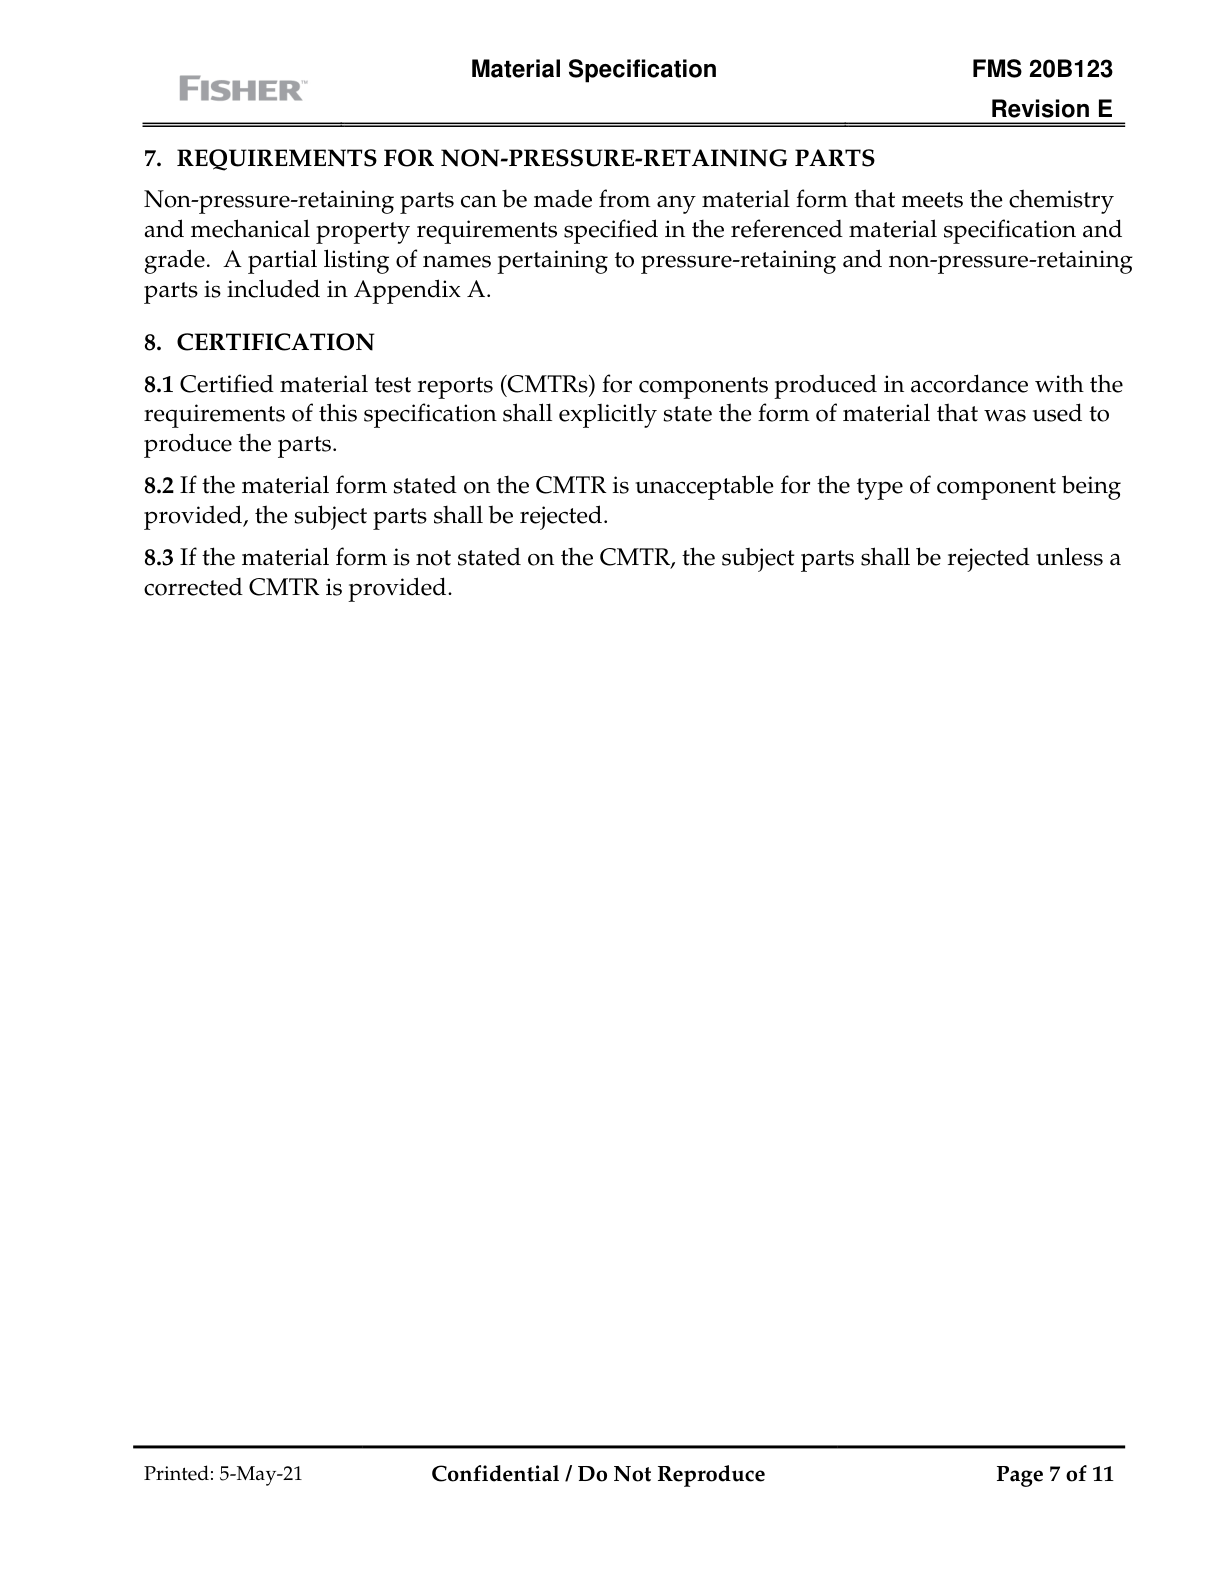 Material Specification
FMS 20B123
FISHER™
Revision E
7. REQUIREMENTS FOR NON-PRESSURE-RETAINING PARTS
Non-pressure-retaining parts can be made from any material form that meets the chemistry
and mechanical property requirements specified in the referenced material specification and
grade.  A partial listing of names pertaining to pressure-retaining and non-pressure-retaining
parts is included in Appendix A.
8. CERTIFICATION
8.1 Certified material test reports (CMTRs) for components produced in accordance with the
requirements of this specification shall explicitly state the form of material that was used to
produce the parts.
8.2 If the material form stated on the CMTR is unacceptable for the type of component being
provided, the subject parts shall be rejected.
8.3 If the material form is not stated on the CMTR, the subject parts shall be rejected unless a
corrected CMTR is provided.
Printed: 5-May-21
Confidential / Do Not Reproduce
Page 7 of 11